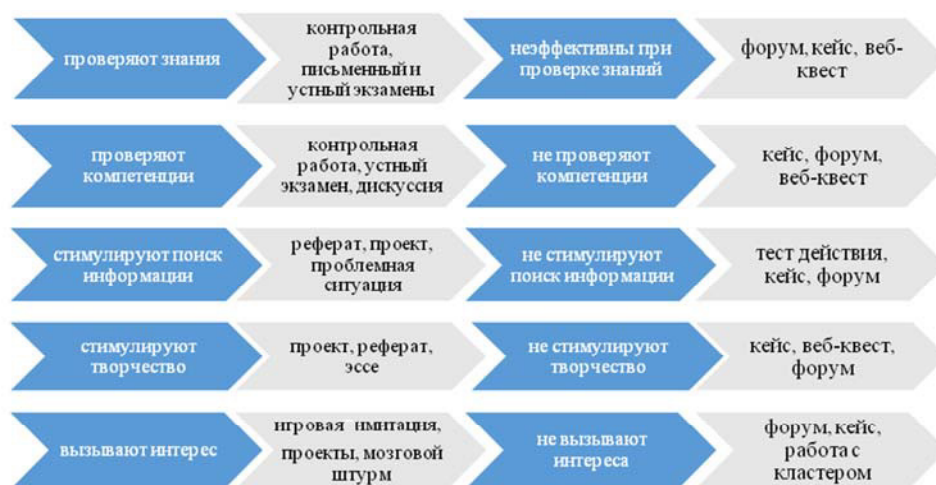 проверяют знания
контрольная
работа,
письменный и
устный экзамены
неэффективны при
проверке знаний
форум, кейс, веб-
квест
проверяют
компетенции
контрольная
работа, устный
экзамен, дискуссия
не проверяют
компетенции
кейс, форум,
веб-квест
стимулируют поиск
информации
реферат, проект,
проблемная
ситуация
не стимулируют
поиск информации
тест действия,
кейс, форум
стимулируют
творчество
проект, реферат,
эссе
не стимулируют
творчество
кейс, веб-квест,
форум
вызывают интерес
игровая имитация,
проекты, мозговой
штурм
не вызывают
интереса
форум, кейс,
работа с
кластером